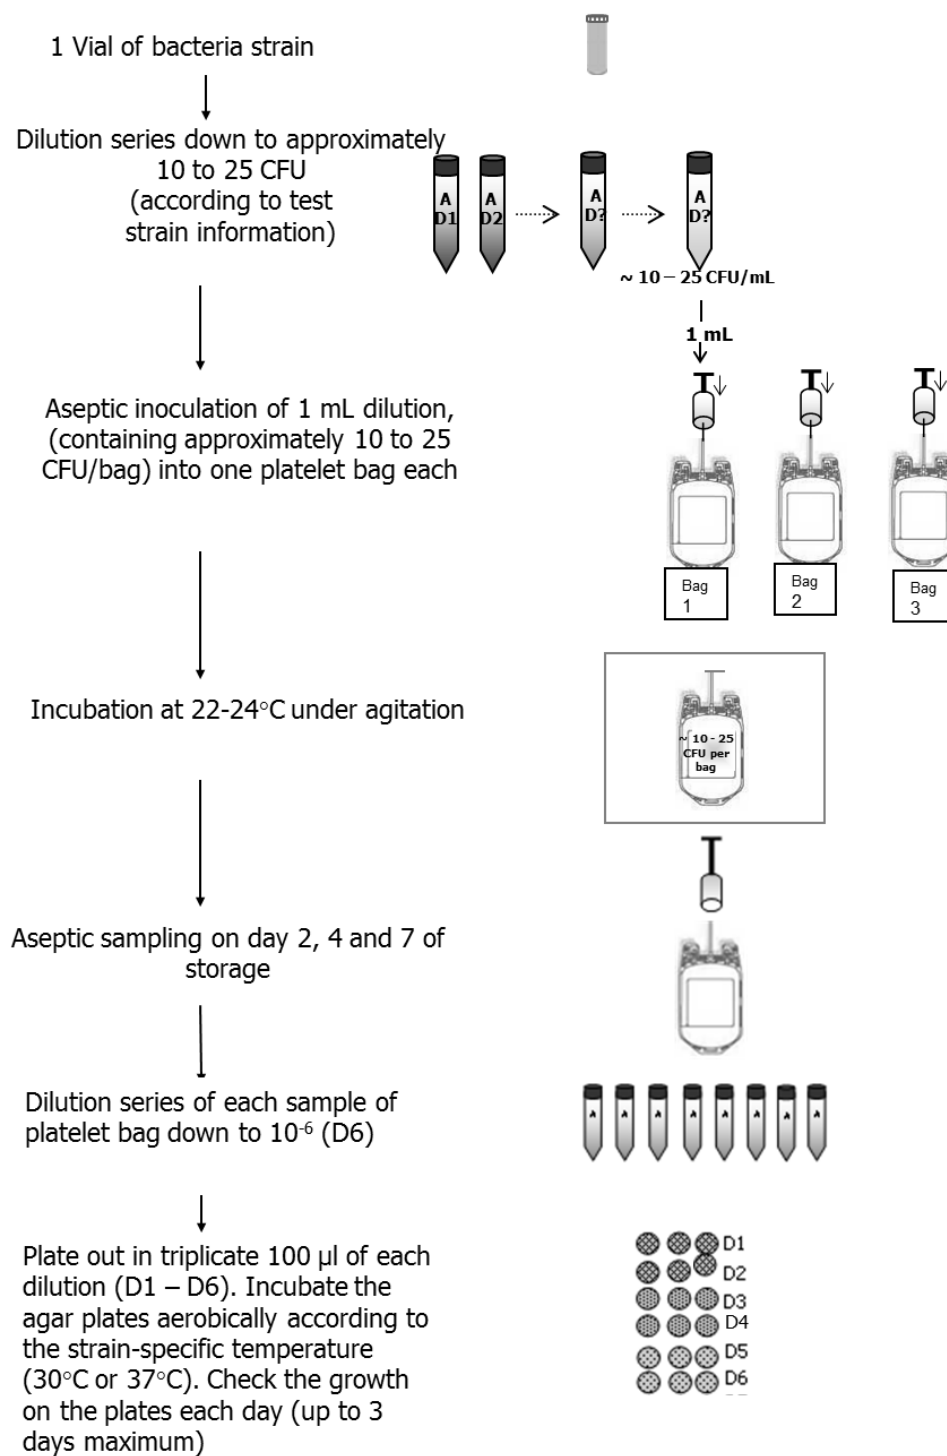 1 Vial of bacteria strain
Dilution series down to approximately
10 to 25 CFU
(according to test
strain information)
A
D1
A
D2
A
D?
A
D?
~ 10 – 25 CFU/mL
1 mL
Aseptic inoculation of 1 mL dilution,
(containing approximately 10 to 25
CFU/bag) into one platelet bag each
Bag
1
Bag
2
Bag
3
Incubation at 22-24°C under agitation
~ 10 - 25
CFU per
bag
Aseptic sampling on day 2, 4 and 7 of
storage
Dilution series of each sample of
platelet bag down to 10⁻⁶ (D6)
A
A
A
A
A
A
A
A
Plate out in triplicate 100 µl of each
dilution (D1 – D6). Incubate the
agar plates aerobically according to
the strain-specific temperature
(30°C or 37°C). Check the growth
on the plates each day (up to 3
days maximum)
D1
D2
D3
D4
D5
D6